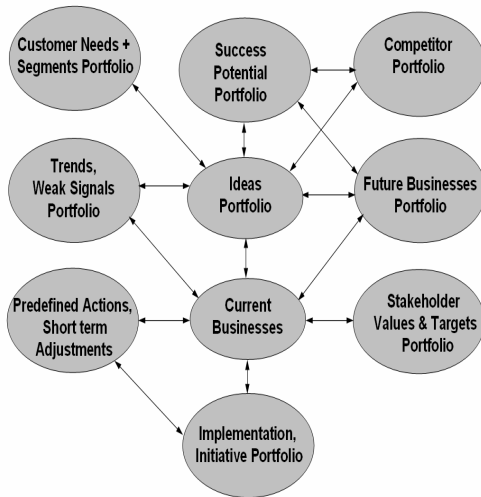 Customer Needs +
Segments Portfolio
Success
Potential
Portfolio
Competitor
Portfolio
Trends,
Weak Signals
Portfolio
Ideas
Portfolio
Future Businesses
Portfolio
Predefined Actions,
Short term
Adjustments
Current
Businesses
Stakeholder
Values & Targets
Portfolio
Implementation,
Initiative Portfolio